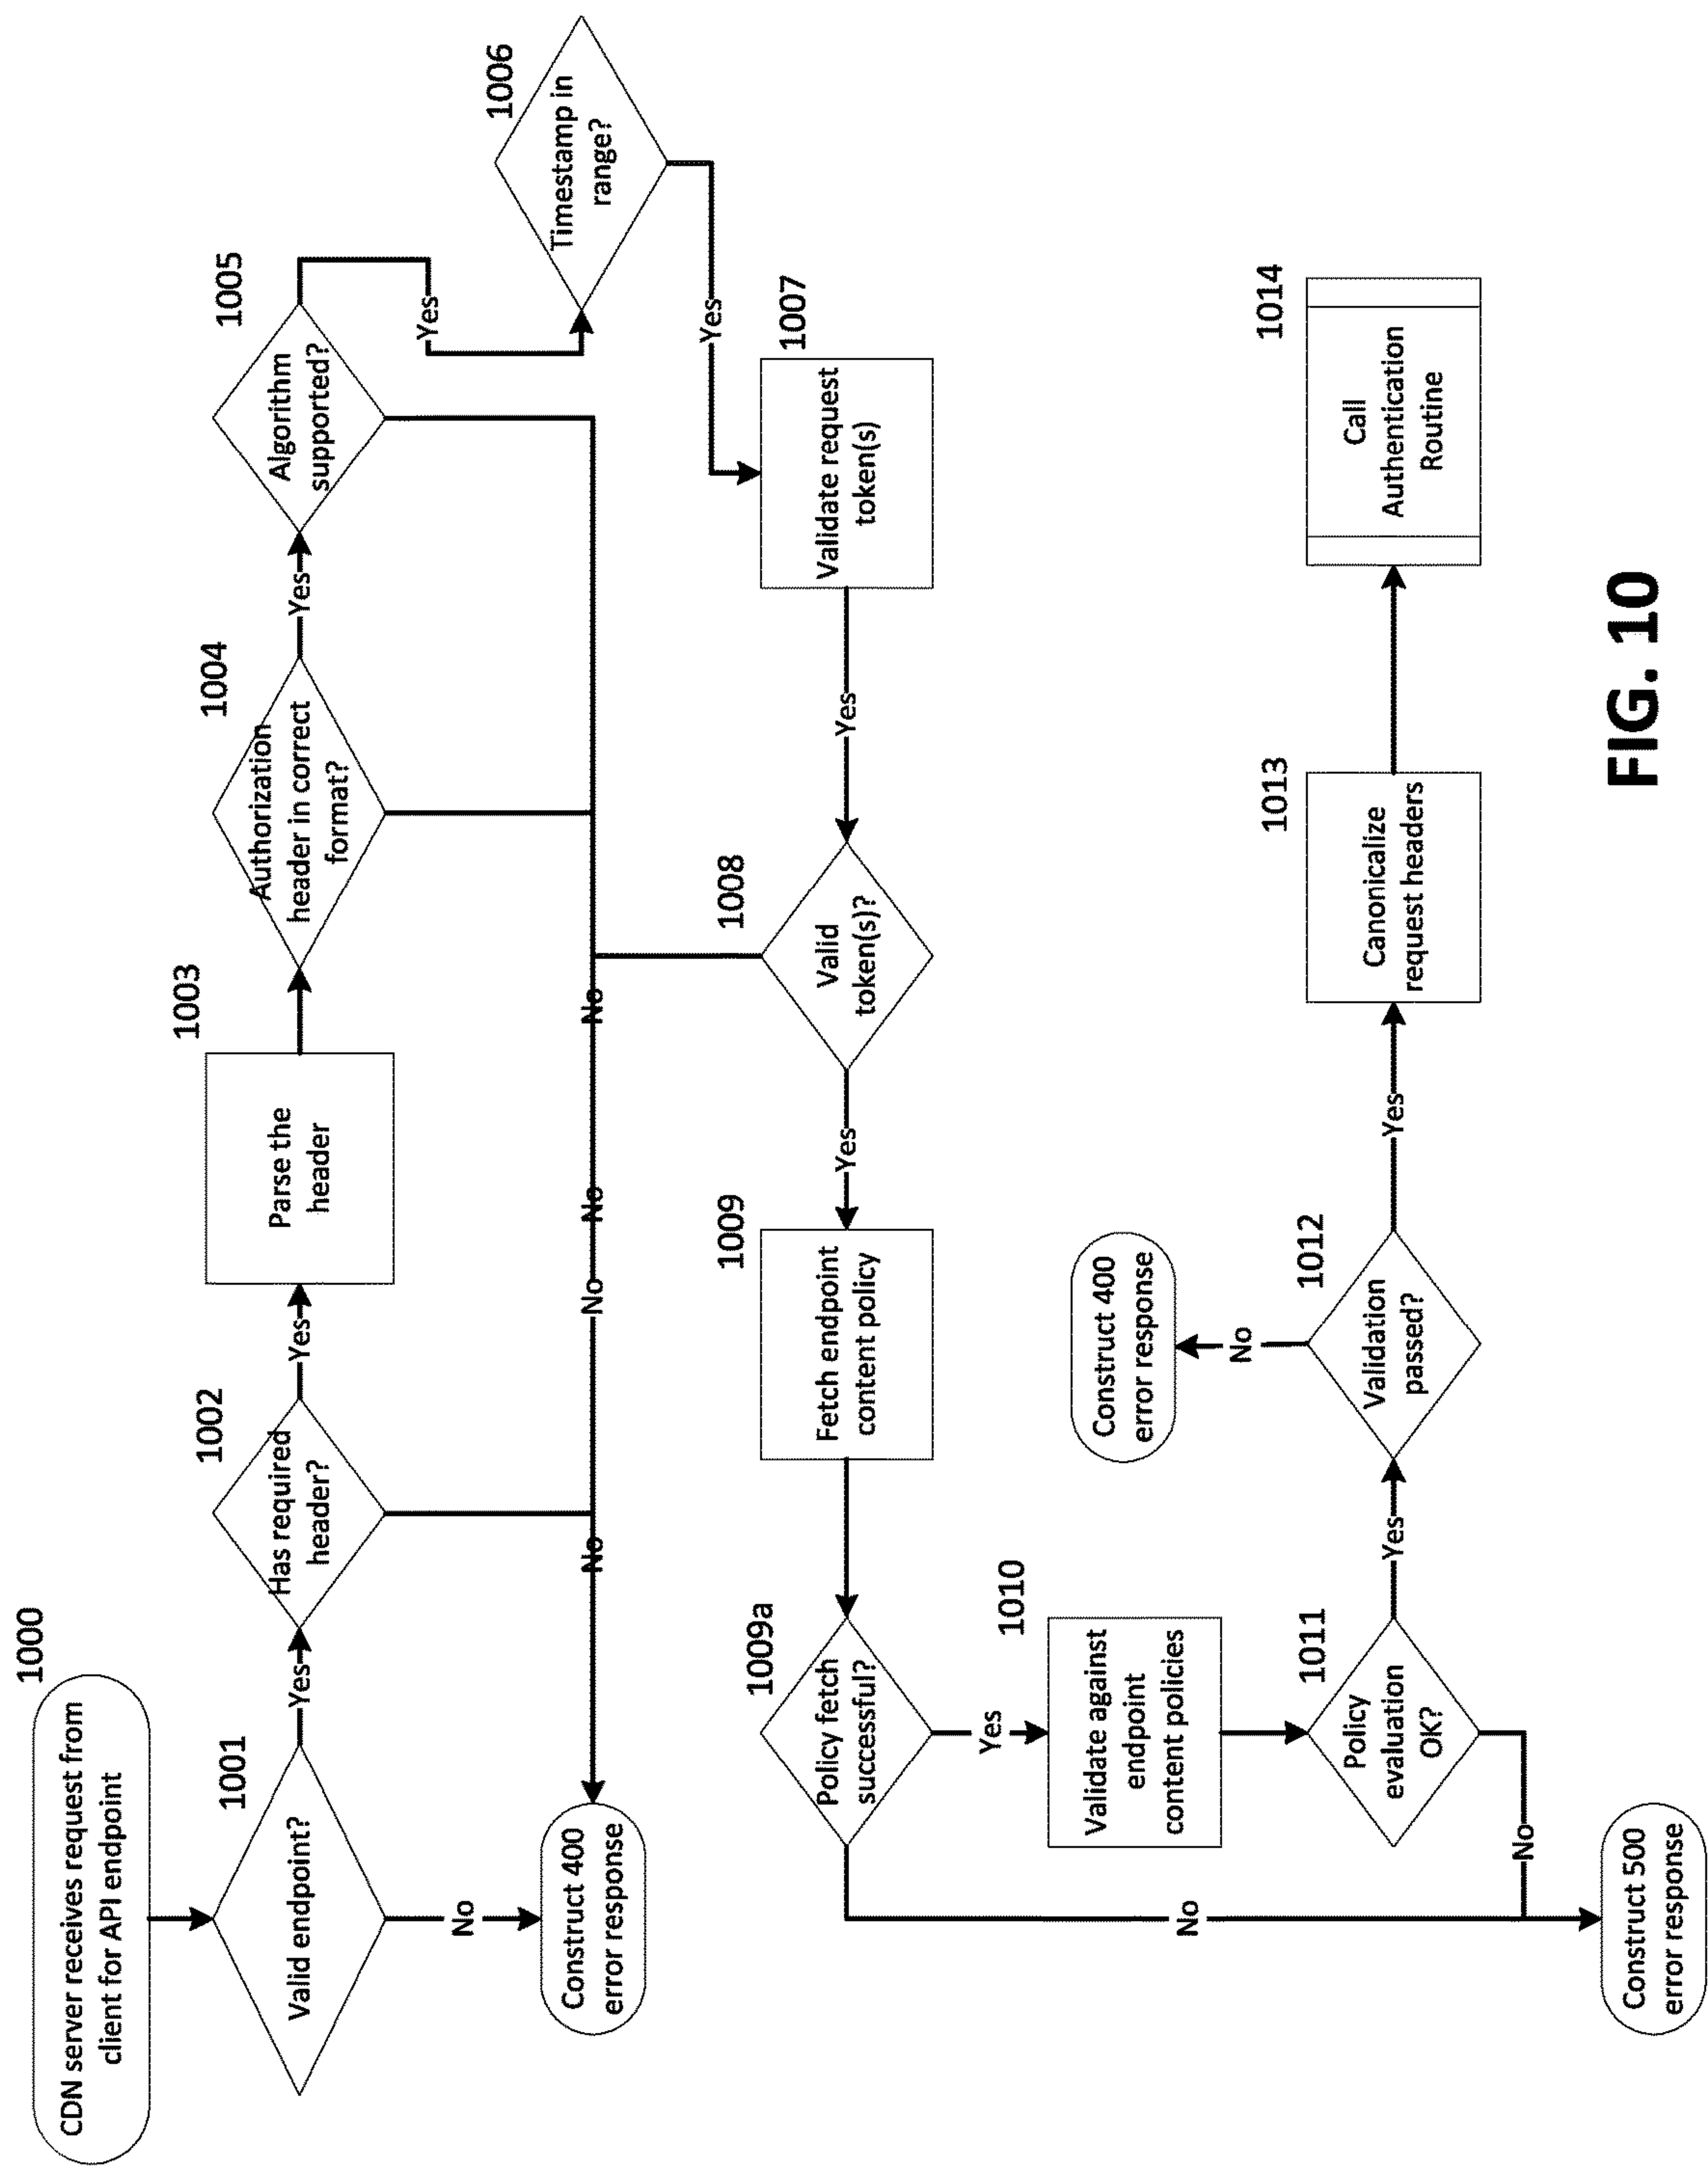 1000
CDN server receives request from
client for API endpoint
1001
Valid endpoint?
Yes
No
1002
Has required
header?
Yes
1003
Parse the
header
1004
Authorization
header in correct
format?
Yes
1005
Algorithm
supported?
Yes
1006
Timestamp in
range?
Yes
Construct 400
error response
No
No
No
No
1007
Validate request
token(s)
Yes
1008
Valid
token(s)?
Yes
1009
Fetch endpoint
content policy
1009a
Policy fetch
successful?
Yes
No
1010
Validate against
endpoint
content policies
1011
Policy
evaluation
OK?
Yes
No
Construct 500
error response
1012
Validation
passed?
No
Construct 400
error response
Yes
1013
Canonicalize
request headers
1014
Call
Authentication
Routine
FIG. 10